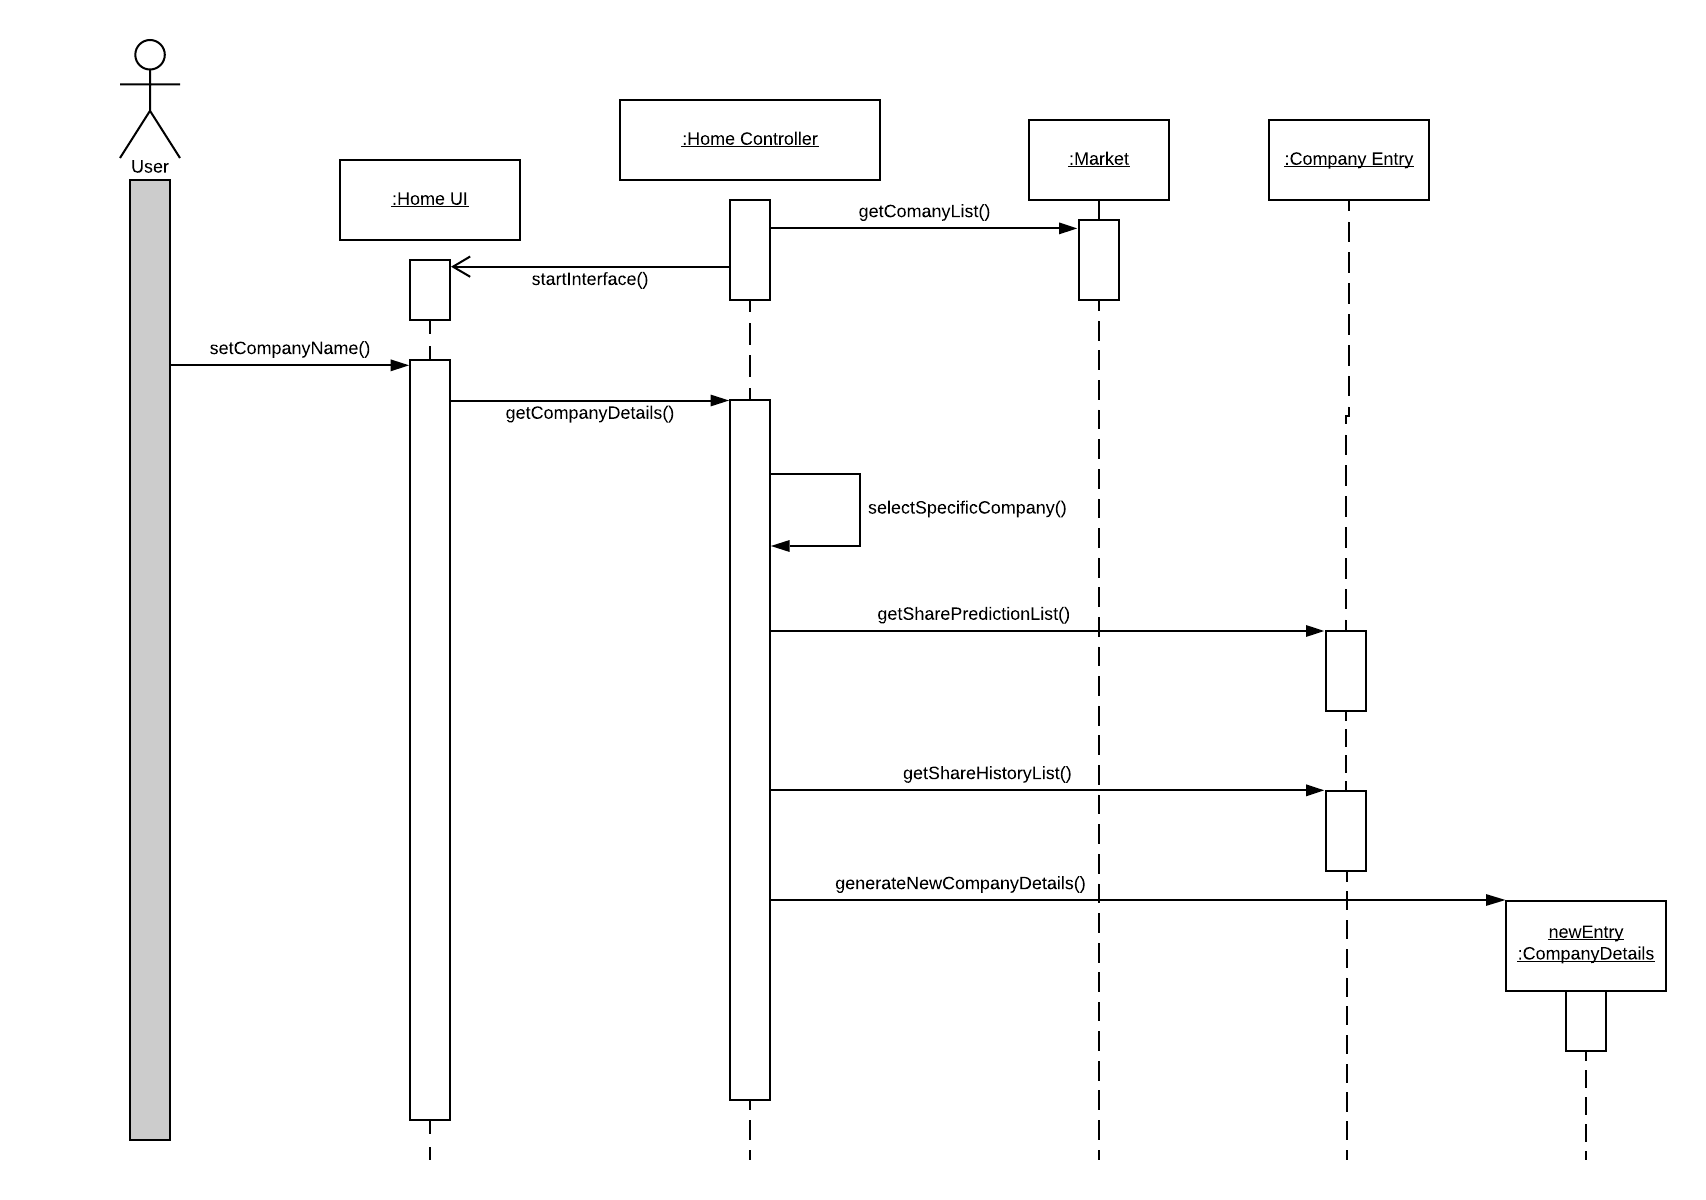 User
:Home UI
:Home Controller
:Market
:Company Entry
getComanyList()
startInterface()
setCompanyName()
getCompanyDetails()
selectSpecificCompany()
getSharePredictionList()
getShareHistoryList()
generateNewCompanyDetails()
newEntry
:CompanyDetails